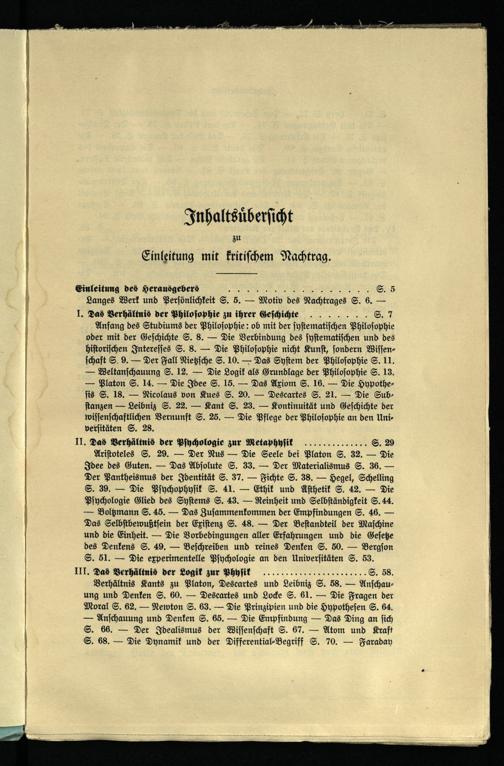 Inhaltsübersicht
zu
Einleitung mit kritischem Nachtrag.
Einleitung des Herausgebers . . . . . . . . . . . . . . . . . S. 5
Langes Werk und Persönlichkeit S. 5. — Motiv des Nachtrages S. 6. —
I. Das Verhältnis der Philosophie zu ihrer Geschichte . . . . . . . S. 7
Anfang des Studiums der Philosophie: ob mit der systematischen Philosophie
oder mit der Geschichte S. 8. — Die Verbindung des systematischen und des
historischen Interesses S. 8. — Die Philosophie nicht Kunst, sondern Wissen-
schaft S. 9. — Der Fall Nietzsche S. 10. — Das System der Philosophie S. 11.
— Weltanschauung S. 12. — Die Logik als Grundlage der Philosophie S. 13.
— Platon S. 14. — Die Idee S. 15. — Das Axiom S. 16. — Die Hypothe-
sis S. 18. — Nicolaus von Kues S. 20. — Descartes S. 21. — Die Sub-
stanzen — Leibniz S. 22. — Kant S. 23. — Kontinuität und Geschichte der
wissenschaftlichen Vernunft S. 25. — Die Pflege der Philosophie an den Uni-
versitäten S. 28.
II. Das Verhältnis der Psychologie zur Metaphysik . . . . . . . . . . . . . . S. 29
Aristoteles S. 29. — Der Nus — Die Seele bei Platon S. 32. — Die
Idee des Guten. — Das Absolute S. 33. — Der Materialismus S. 36. —
Der Pantheismus der Identität S. 37. — Fichte S. 38. — Hegel, Schelling
S. 39. — Die Psychophysik S. 41. — Ethik und Ästhetik S. 42. — Die
Psychologie Glied des Systems S. 43. — Reinheit und Selbständigkeit S. 44.
— Boltzmann S. 45. — Das Zusammenkommen der Empfindungen S. 46. —
Das Selbstbewußtsein der Existenz S. 48. — Der Bestandteil der Maschine
und die Einheit. — Die Vorbedingungen aller Erfahrungen und die Gesetze
des Denkens S. 49. — Beschreiben und reines Denken S. 50. — Bergson
S. 51. — Die experimentelle Psychologie an den Universitäten S. 53.
III. Das Verhältnis der Logik zur Physik . . . . . . . . . . . . . . . . . . . . . . S. 58.
Verhältnis Kants zu Platon, Descartes und Leibniz S. 58. — Anschau-
ung und Denken S. 60. — Descartes und Locke S. 61. — Die Fragen der
Moral S. 62. — Newton S. 63. — Die Prinzipien und die Hypothesen S. 64.
— Anschauung und Denken S. 65. — Die Empfindung — Das Ding an sich
S. 66. — Der Idealismus der Wissenschaft S. 67. — Atom und Kraft
S. 68. — Die Dynamik und der Differential-Begriff S. 70. — Faraday